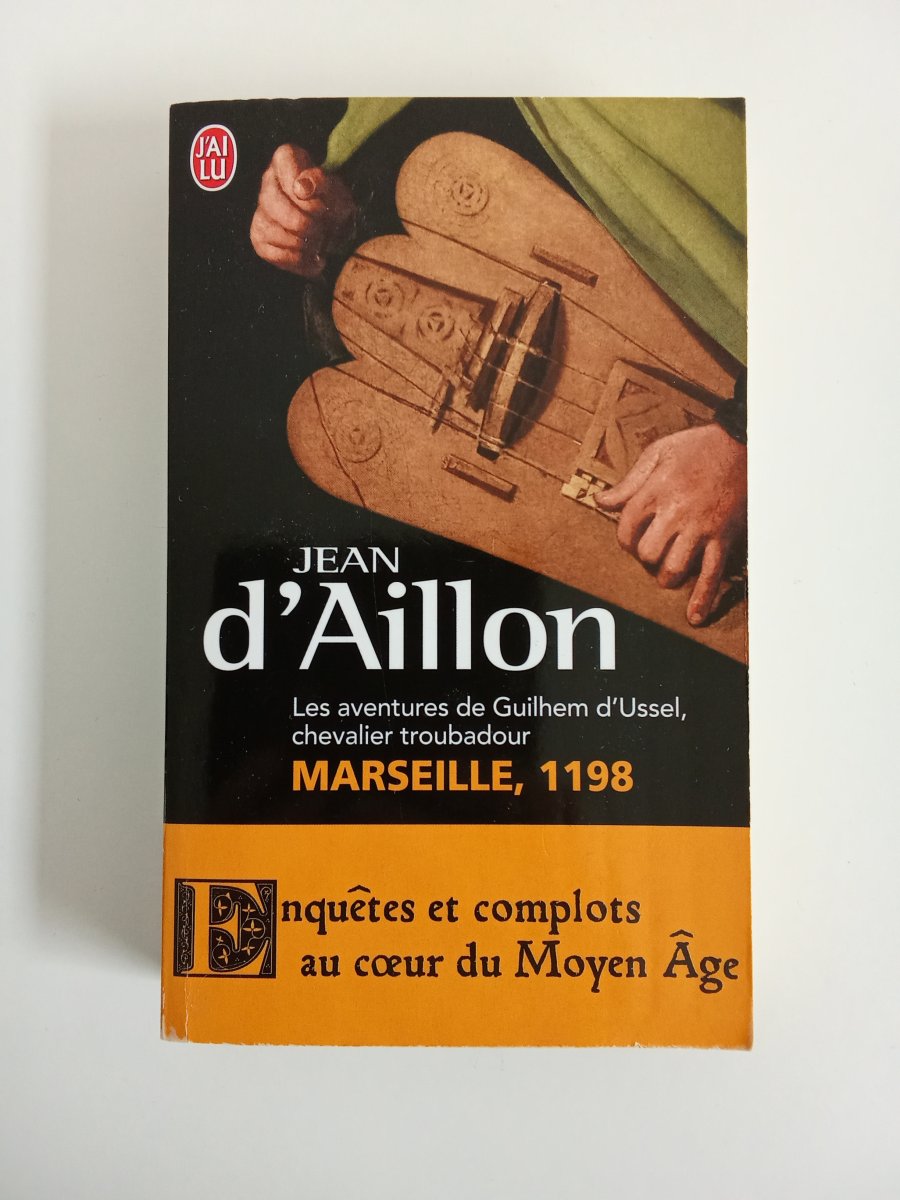 J'AI
LU
JEAN
d'Aillon
Les aventures de Guilhem d'Ussel,
chevalier troubadour
MARSEILLE, 1198
Enquêtes et complots
au cœur du Moyen Âge